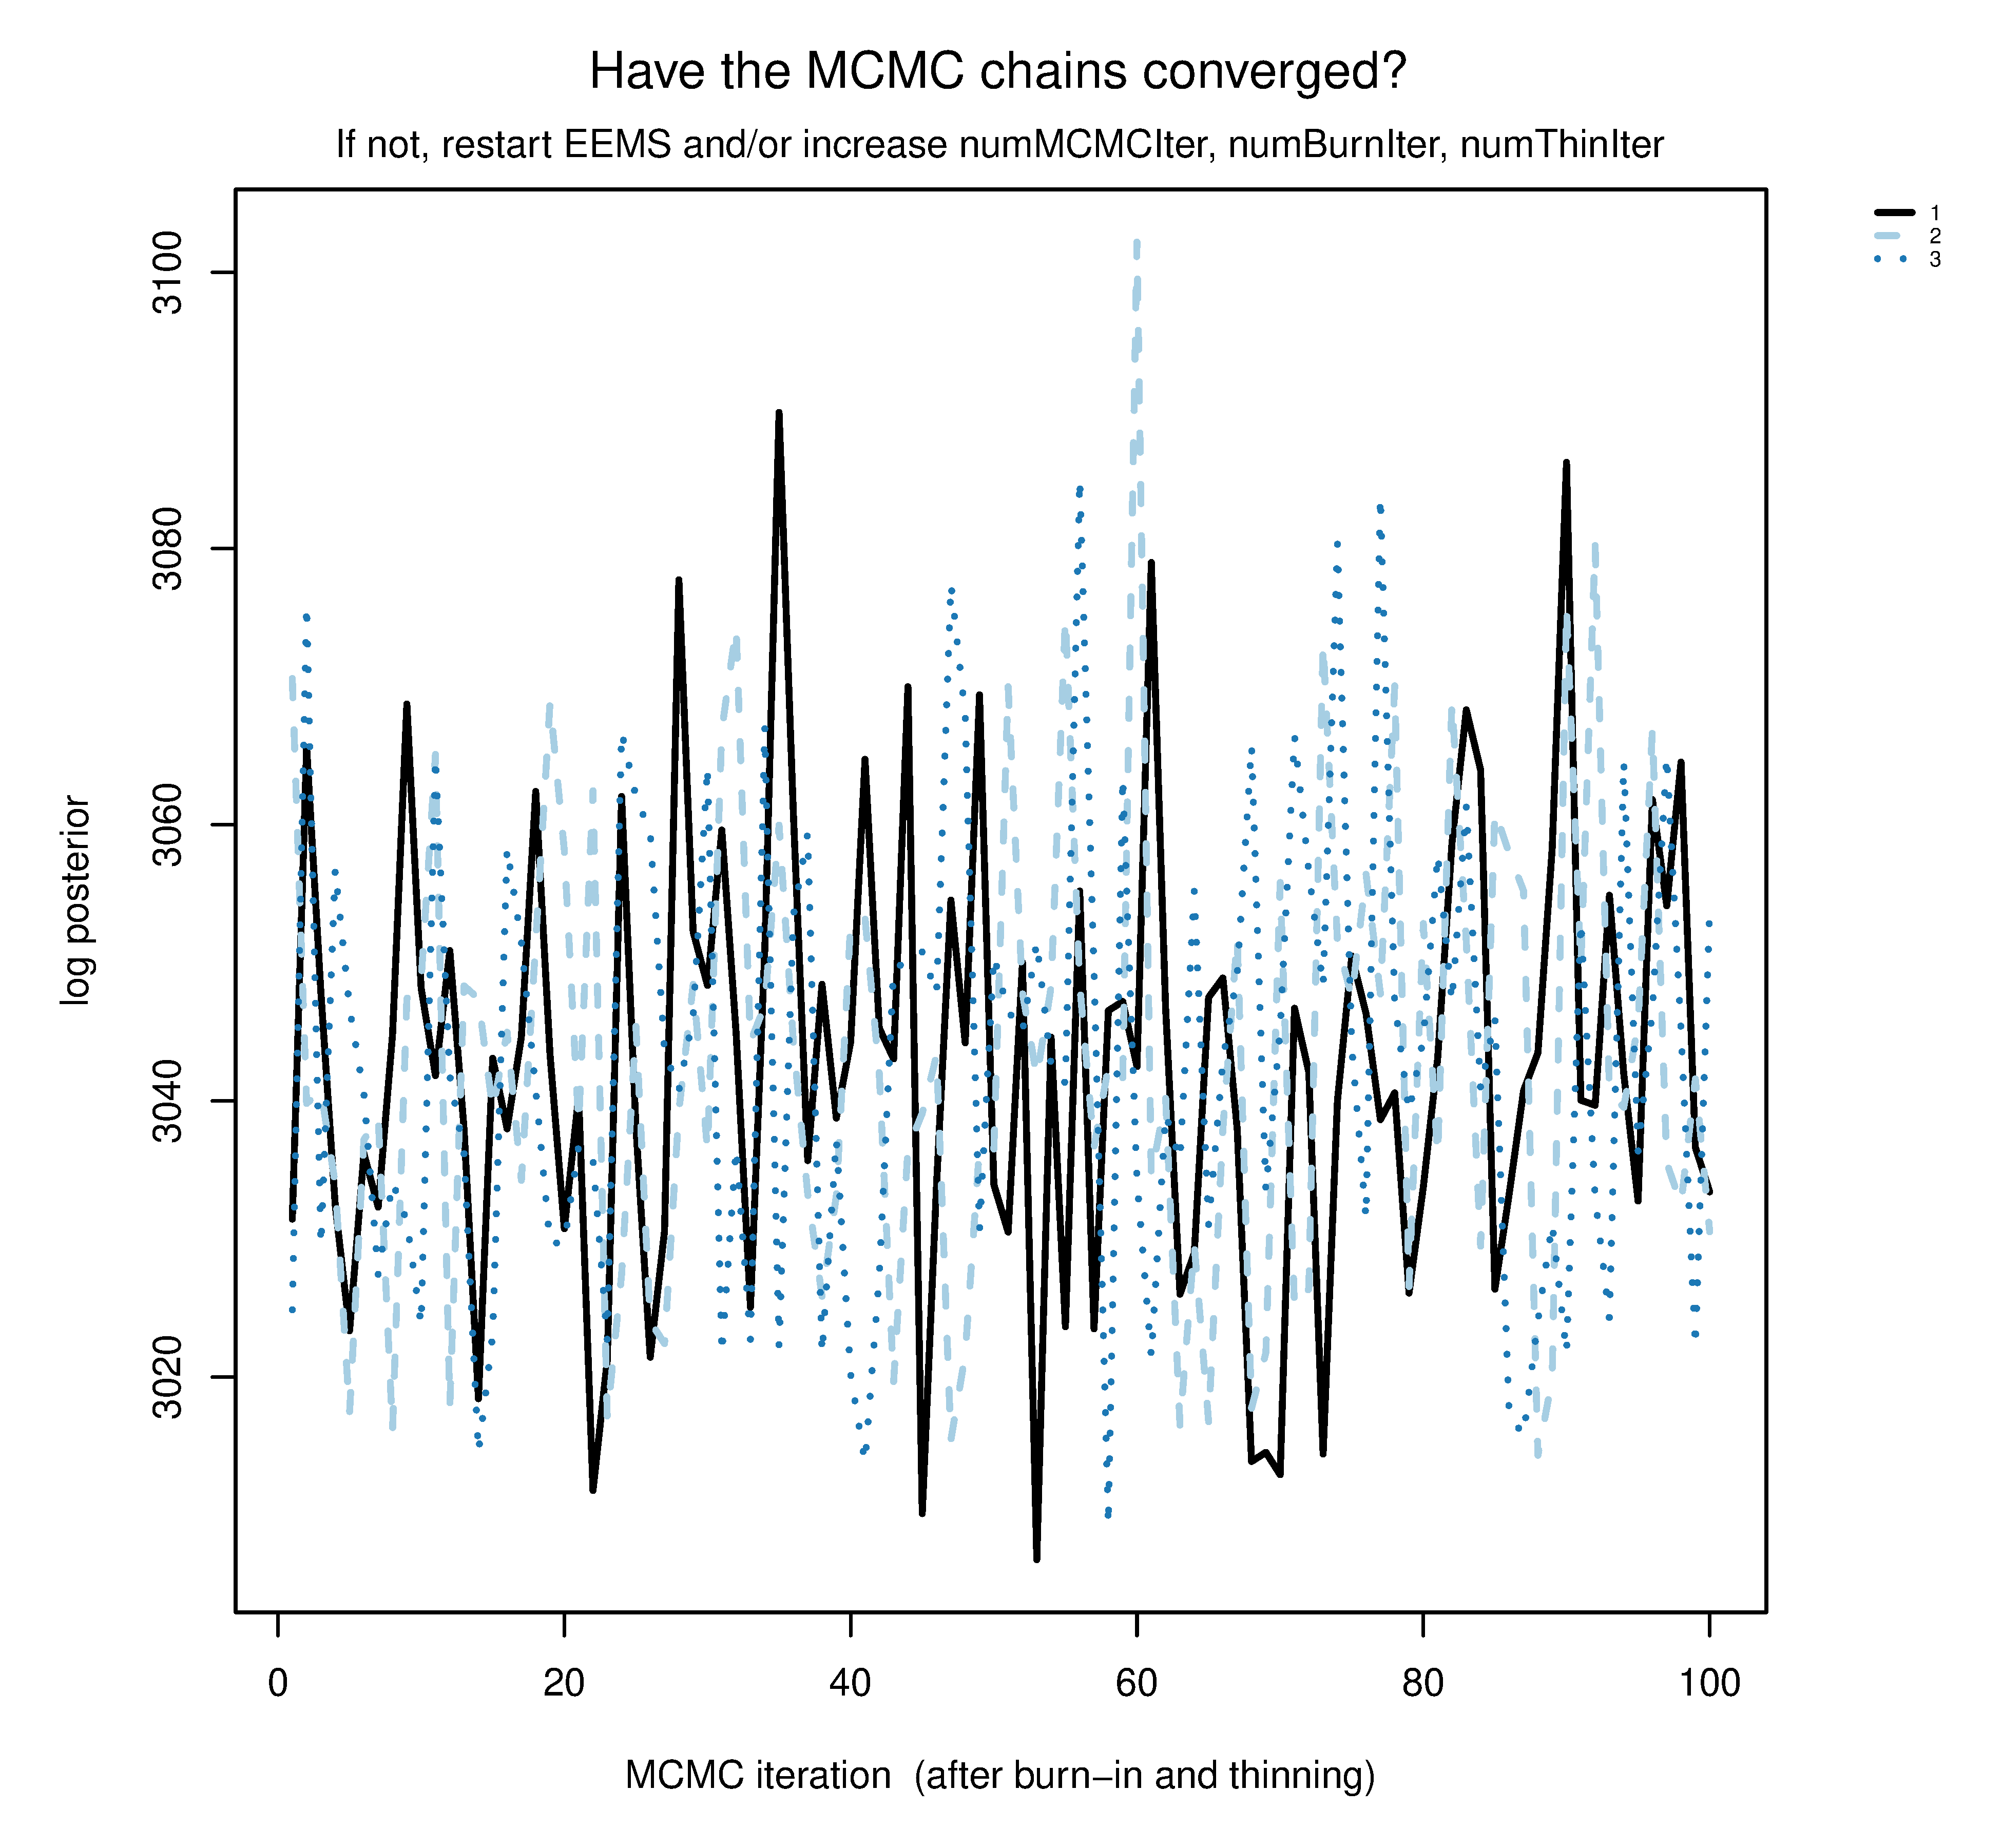 Have the MCMC chains converged?
If not, restart EEMS and/or increase numMCMCIter, numBurnIter, numThinIter
1
2
3
3100
3080
3060
3040
3020
log posterior
0 20 40 60 80 100
MCMC iteration (after burn−in and thinning)